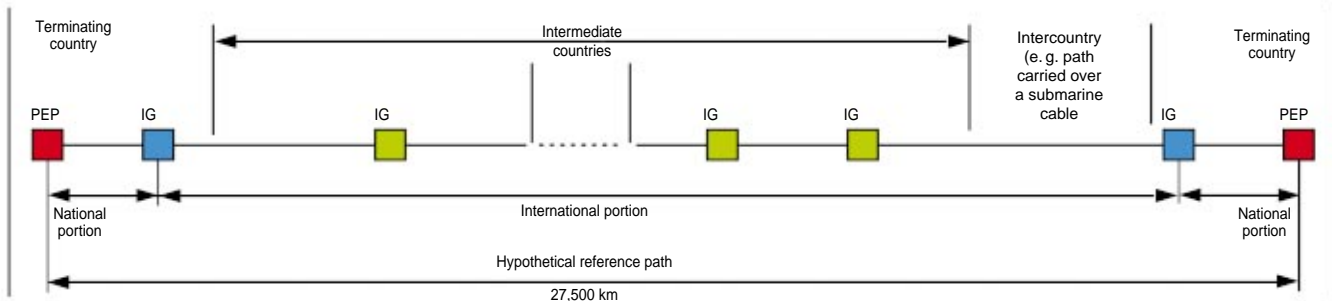 Terminating
country
Intermediate
countries
Intercountry
(e. g. path
carried over
a submarine
cable
Terminating
country
PEP
IG
IG
IG
IG
IG
PEP
National
portion
International portion
National
portion
Hypothetical reference path
27,500 km